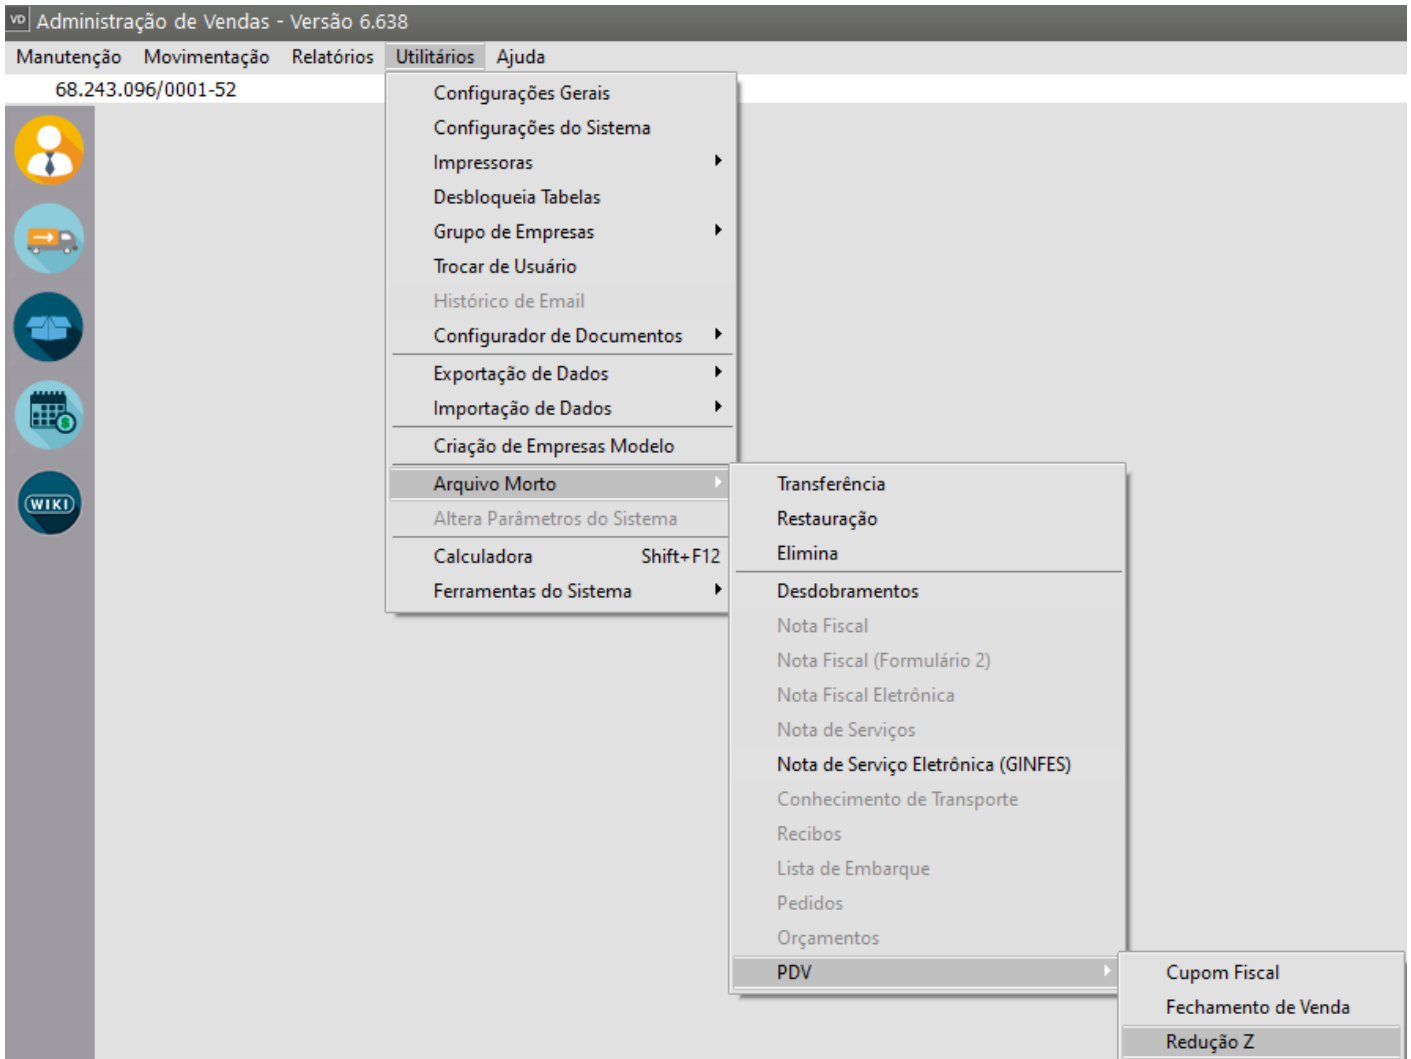 VD Administração de Vendas - Versão 6.638
Manutenção Movimentação Relatórios Utilitários Ajuda
68.243.096/0001-52
Configurações Gerais
Configurações do Sistema
Impressoras
Desbloqueia Tabelas
Grupo de Empresas
Trocar de Usuário
Histórico de Email
Configurador de Documentos
Exportação de Dados
Importação de Dados
Criação de Empresas Modelo
Arquivo Morto
Altera Parâmetros do Sistema
Calculadora Shift+F12
Ferramentas do Sistema
WIKI
Transferência
Restauração
Elimina
Desdobramentos
Nota Fiscal
Nota Fiscal (Formulário 2)
Nota Fiscal Eletrônica
Nota de Serviços
Nota de Serviço Eletrônica (GINFES)
Conhecimento de Transporte
Recibos
Lista de Embarque
Pedidos
Orçamentos
PDV
Cupom Fiscal
Fechamento de Venda
Redução Z